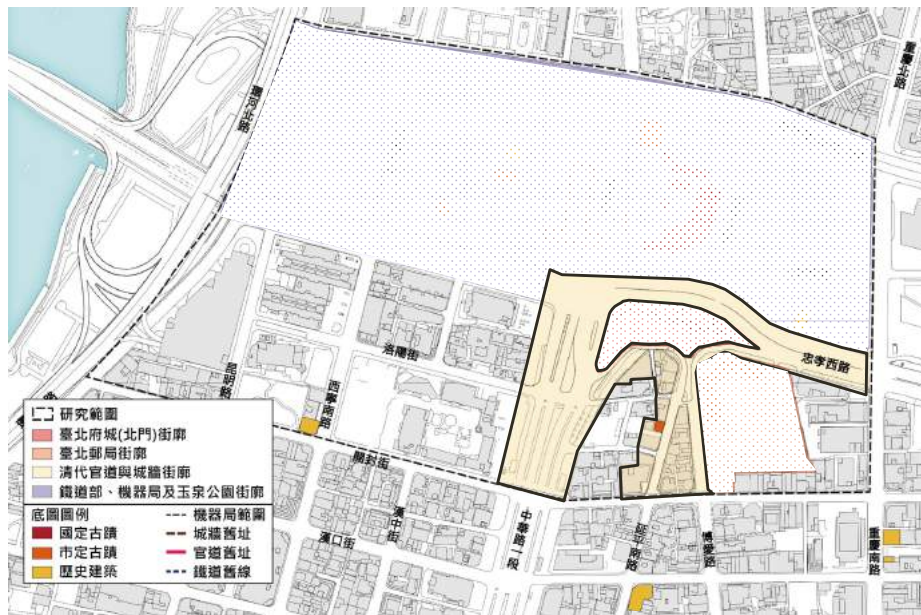 重慶北路
環河北路
忠孝西路
洛陽街
昆明路
西寧南路
開封街
漢中街
漢口街
中華路一段
延平南路
博愛路
重慶南路
研究範圍
臺北府城(北門)街廓
臺北郵局街廓
清代官道與城牆街廓
鐵道部、機器局及玉泉公園街廓
底圖圖例
國定古蹟
市定古蹟
歷史建築
機器局範圍
城牆舊址
官道舊址
鐵道舊線